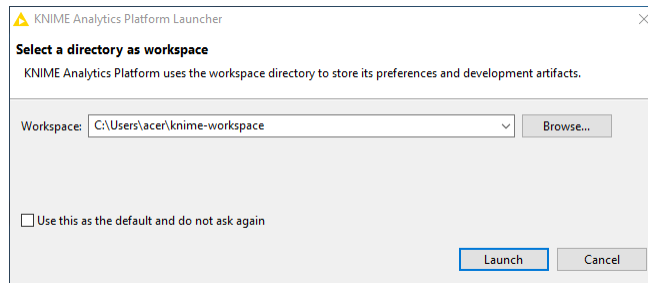 KNIME Analytics Platform Launcher
Select a directory as workspace
KNIME Analytics Platform uses the workspace directory to store its preferences and development artifacts.
Workspace: C:\Users\acer\knime-workspace Browse...
Use this as the default and do not ask again
Launch Cancel